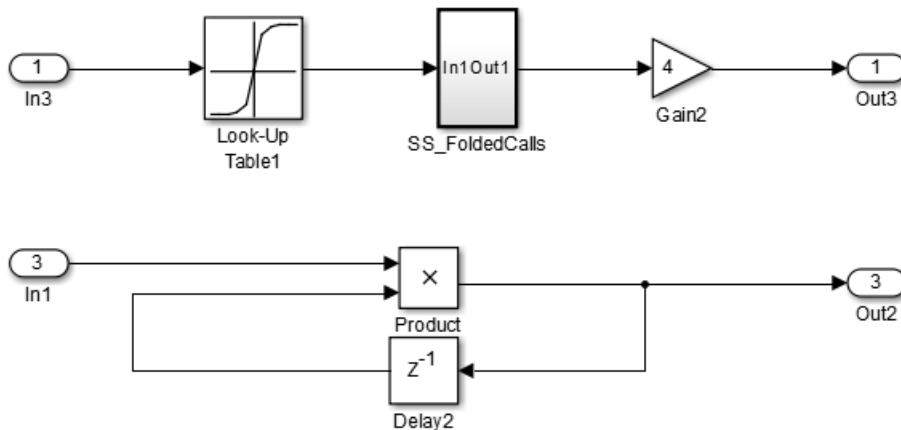 1
In3
Look-Up
Table1
In1Out1
SS_FoldedCalls
4
Gain2
1
Out3
3
In1
×
Product
Z-1
Delay2
3
Out2